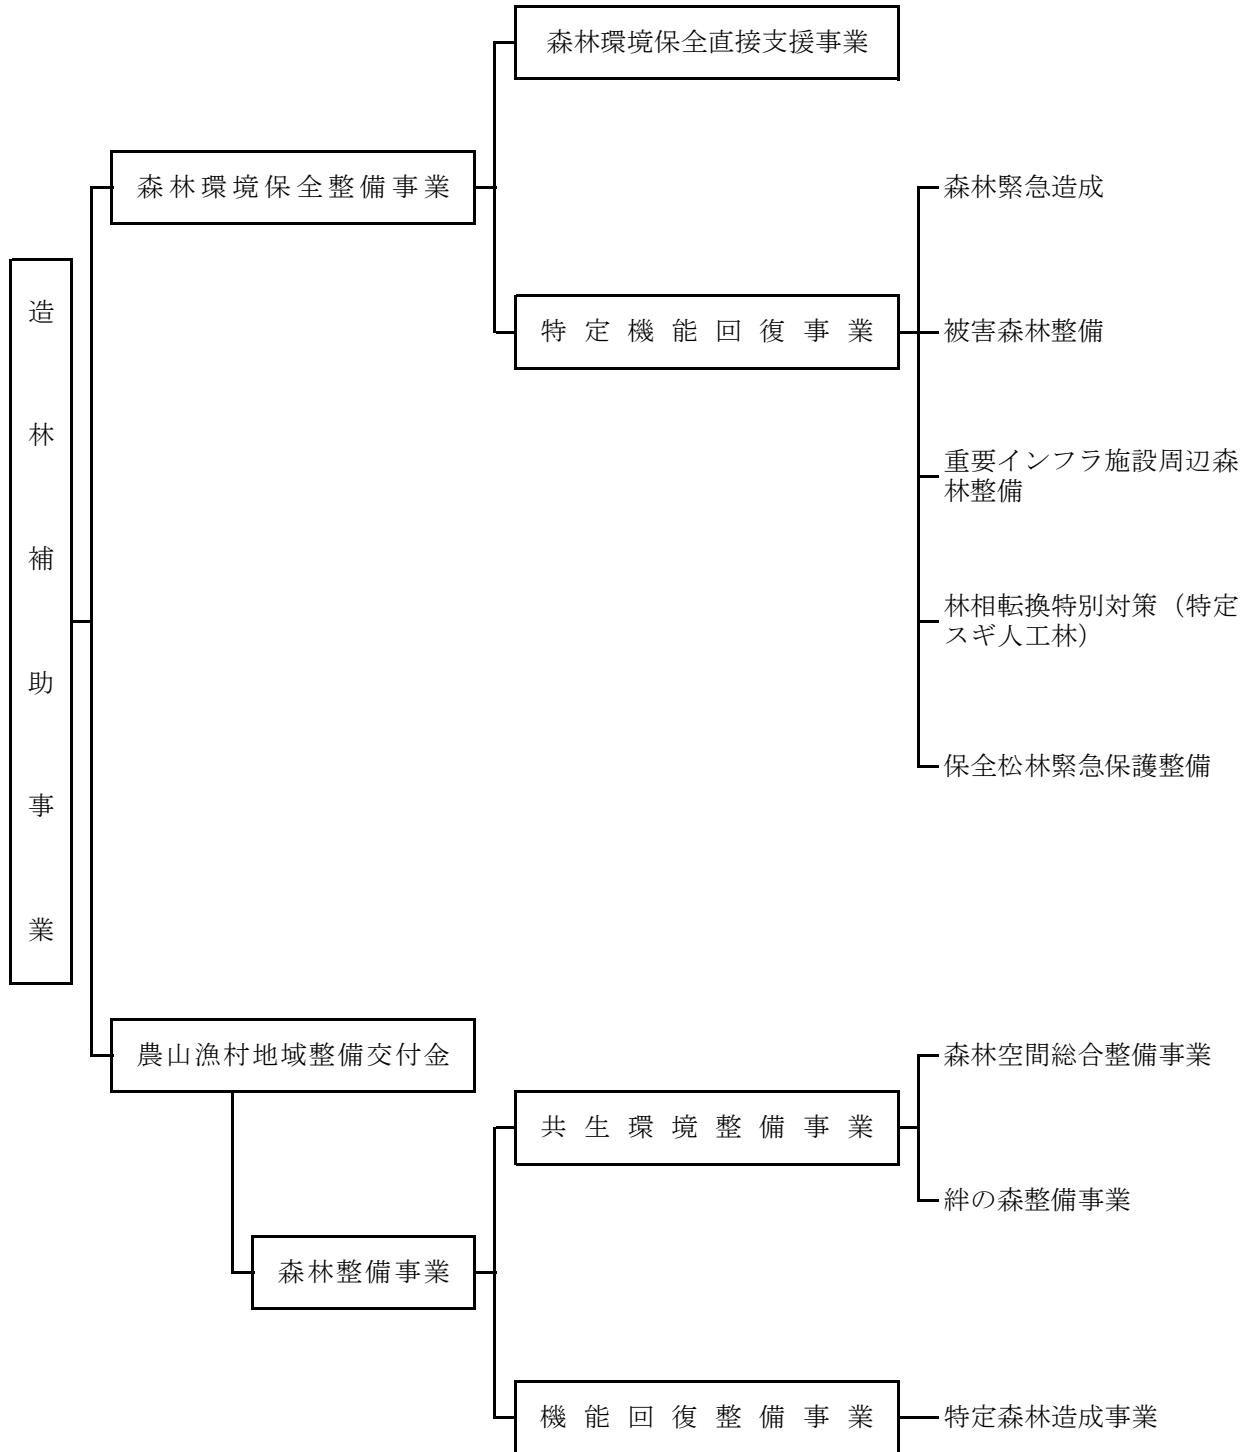 造林補助事業
森林環境保全整備事業
森林環境保全直接支援事業
特定機能回復事業
森林緊急造成
被害森林整備
重要インフラ施設周辺森
林整備
林相転換特別対策（特定
スギ人工林）
保全松林緊急保護整備
農山漁村地域整備交付金
森林整備事業
共生環境整備事業
森林空間総合整備事業
絆の森整備事業
機能回復整備事業
特定森林造成事業